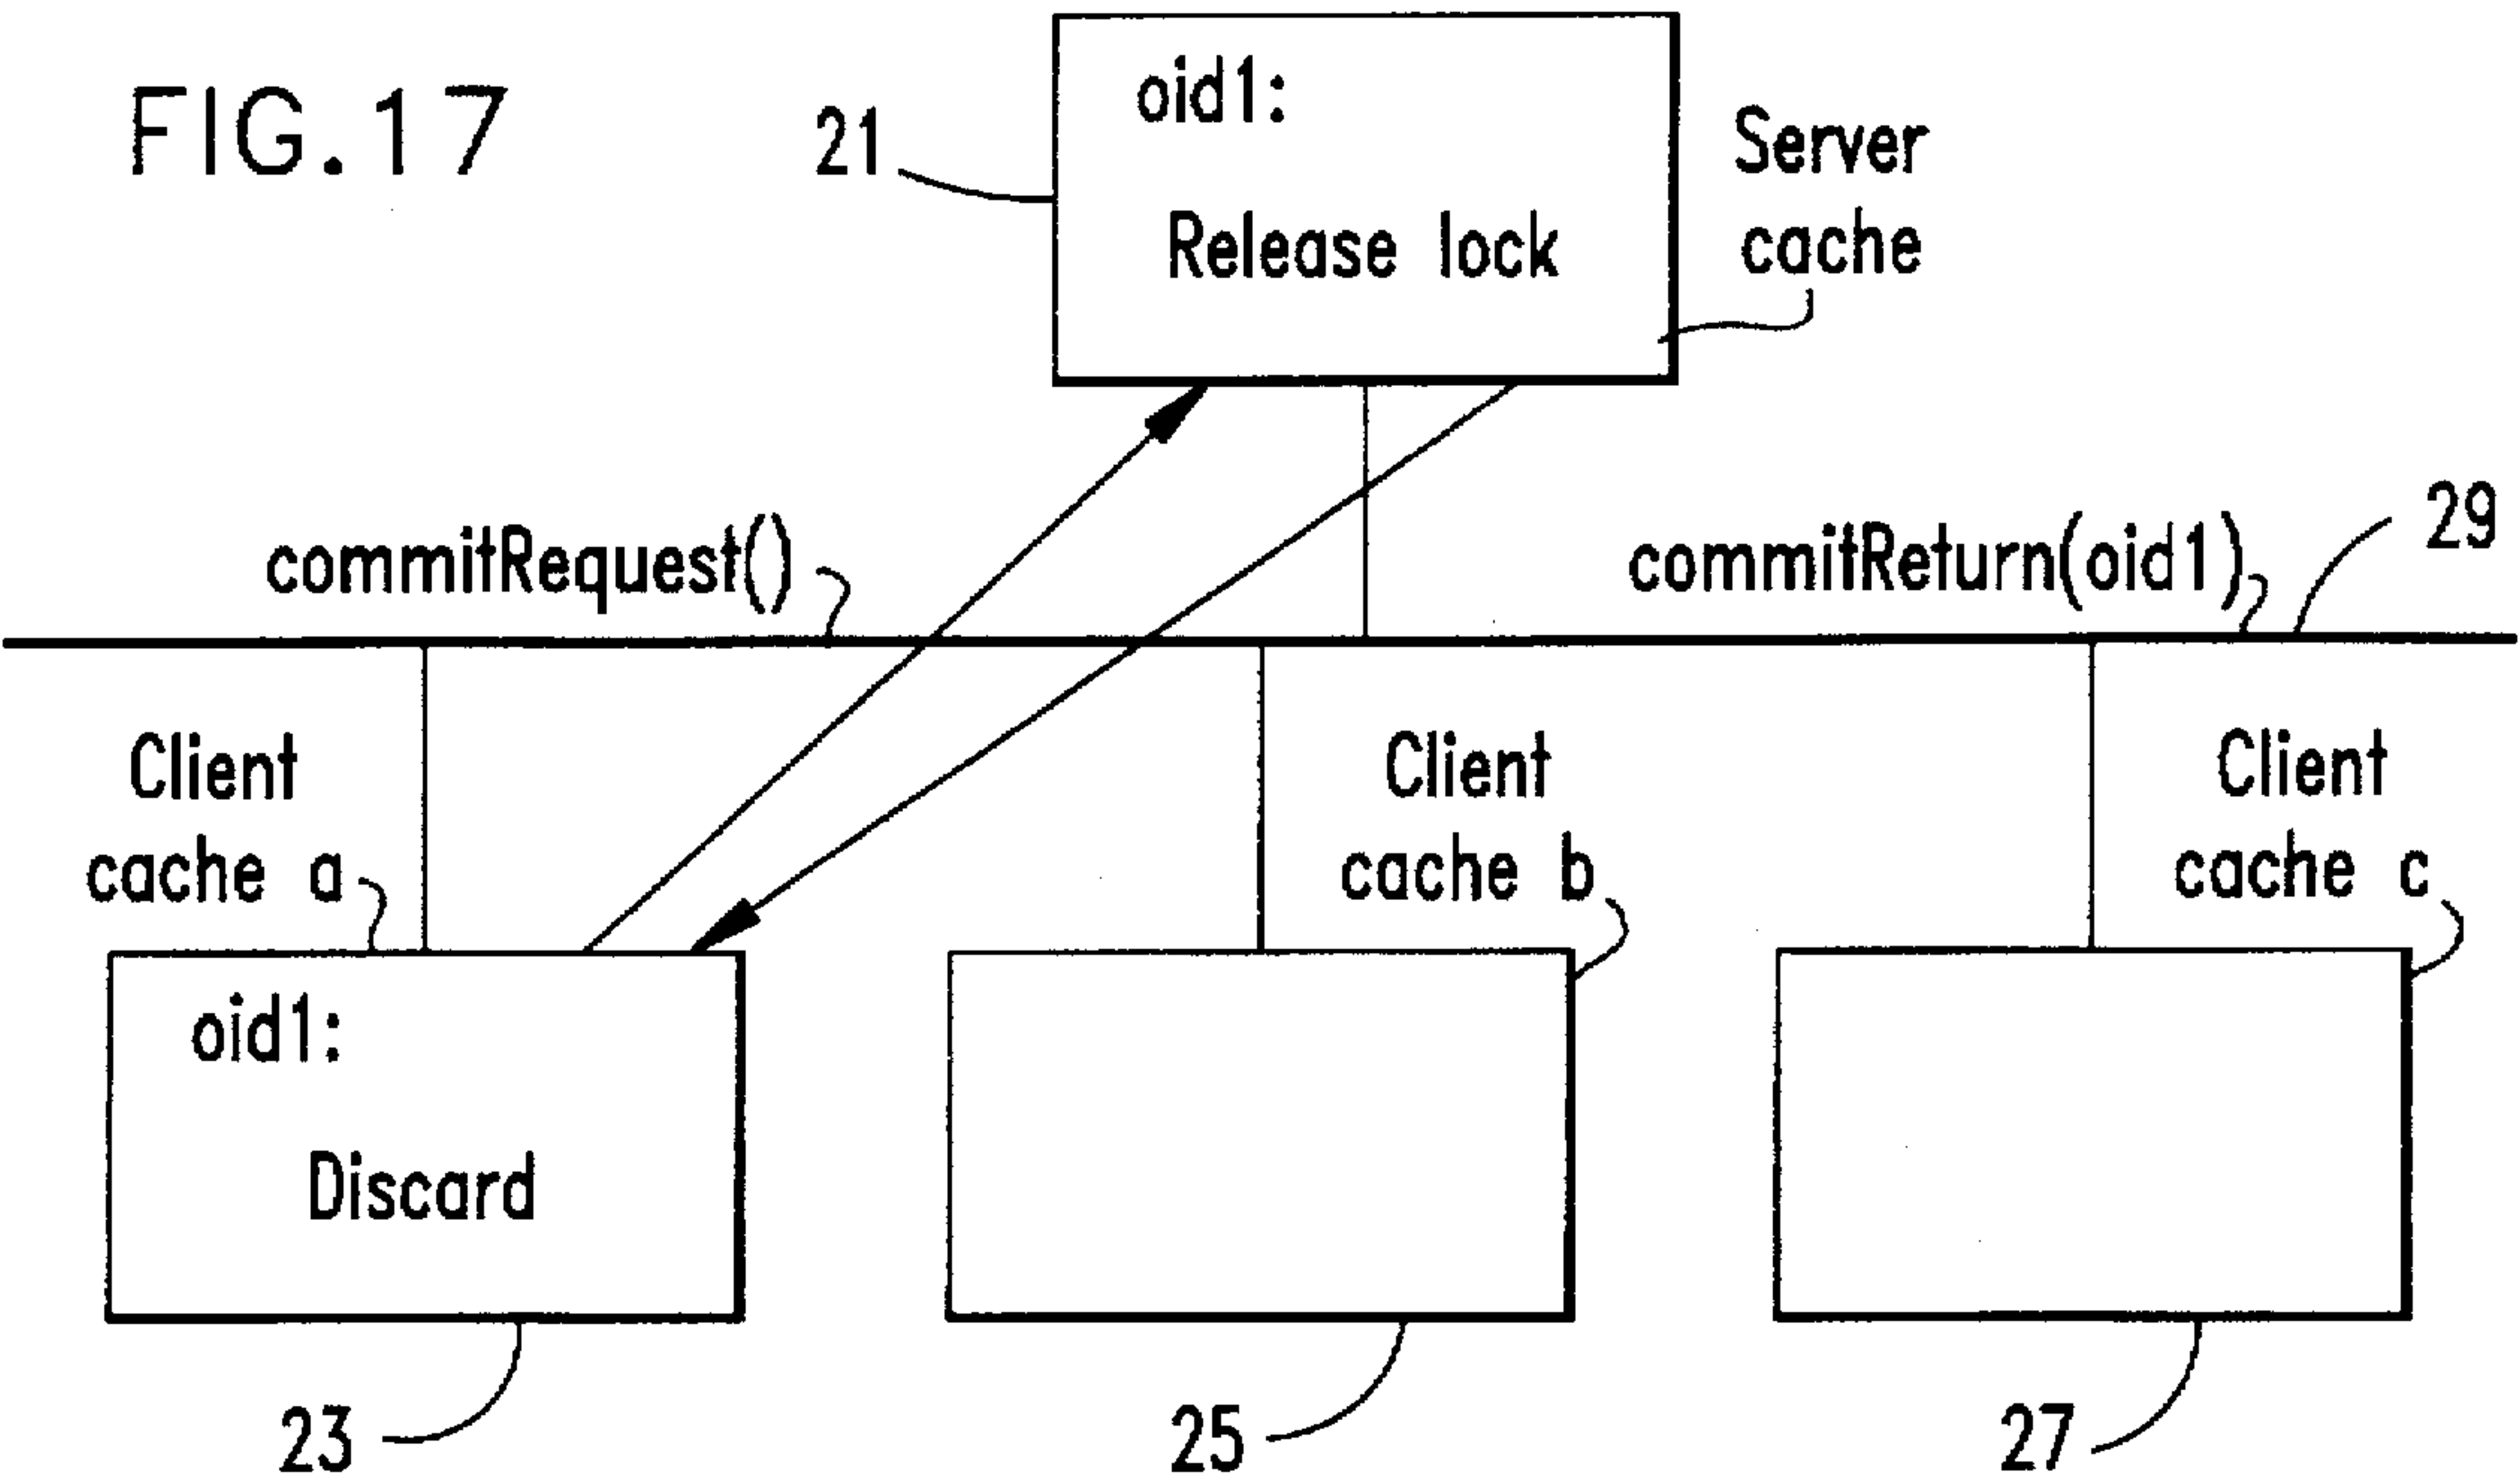 FIG.17
21
oid1:
Release lock
Server
cache
commitRequest()
commitReturn(oid1)
29
Client
cache a
Client
cache b
Client
cache c
oid1:
Discard
23
25
27